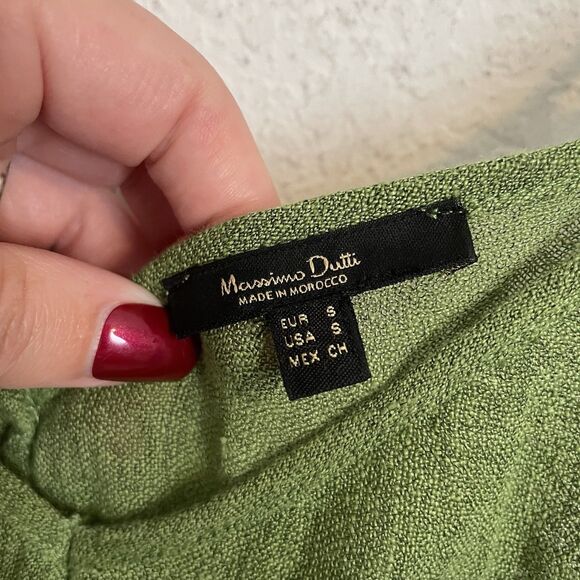 Massimo Dutti
MADE IN MOROCCO
EUR S
USA S
MEX CH